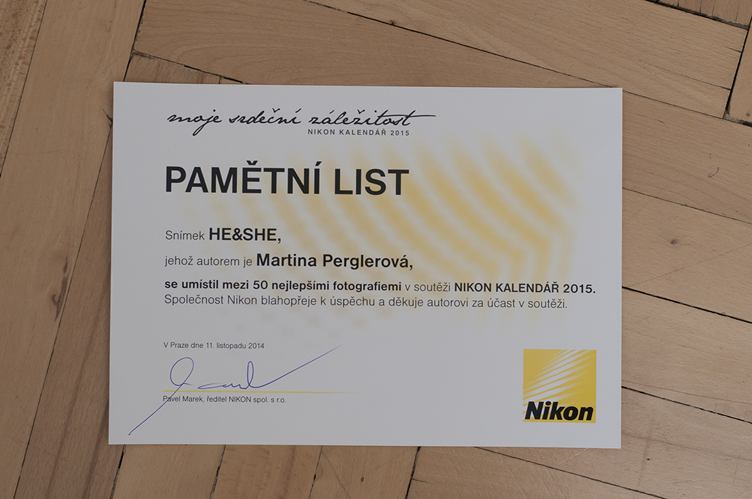 moje srdeční záležitost
NIKON KALENDÁŘ 2015
PAMĚTNÍ LIST
Snímek HE&SHE,
jehož autorem je Martina Perglerová,
se umístil mezi 50 nejlepšími fotografiemi v soutěži NIKON KALENDÁŘ 2015.
Společnost Nikon blahopřeje k úspěchu a děkuje autorovi za účast v soutěži.
V Praze dne 11. listopadu 2014
Pavel Marek, ředitel NIKON spol. s r.o.
Nikon